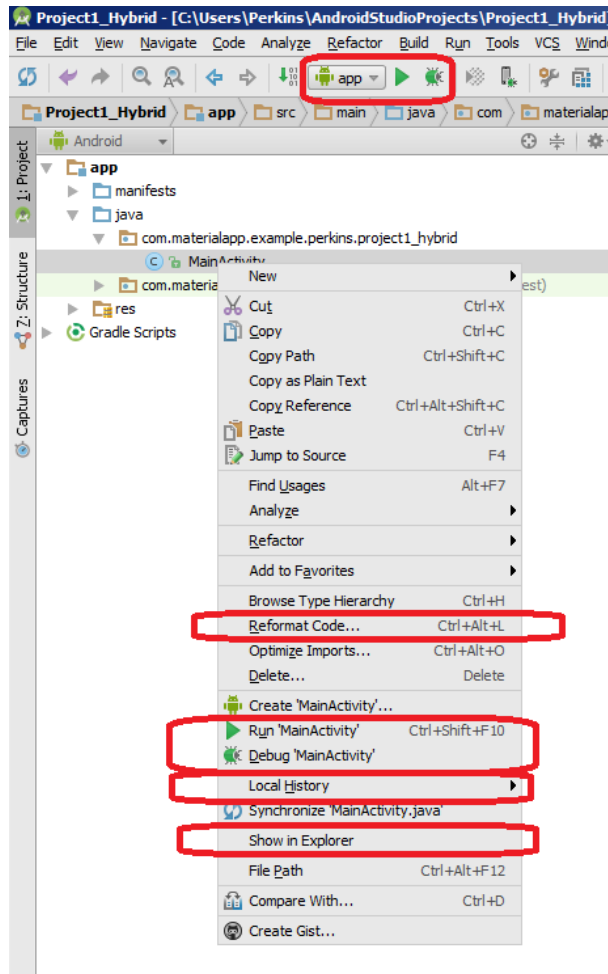 Project1_Hybrid - [C:\Users\Perkins\AndroidStudioProjects\Project1_Hybrid]
File Edit View Navigate Code Analyze Refactor Build Run Tools VCS Wind
app
Project1_Hybrid app src main java com materialap
1: Project
Android
app
manifests
java
com.materialapp.example.perkins.project1_hybrid
MainActivity
com.materia est)
res
Gradle Scripts
7: Structure
Captures
New
Cut Ctrl+X
Copy Ctrl+C
Copy Path Ctrl+Shift+C
Copy as Plain Text
Copy Reference Ctrl+Alt+Shift+C
Paste Ctrl+V
Jump to Source F4
Find Usages Alt+F7
Analyze
Refactor
Add to Favorites
Browse Type Hierarchy Ctrl+H
Reformat Code... Ctrl+Alt+L
Optimize Imports... Ctrl+Alt+O
Delete... Delete
Create 'MainActivity'...
Run 'MainActivity' Ctrl+Shift+F10
Debug 'MainActivity'
Local History
Synchronize 'MainActivity.java'
Show in Explorer
File Path Ctrl+Alt+F12
Compare With... Ctrl+D
Create Gist...